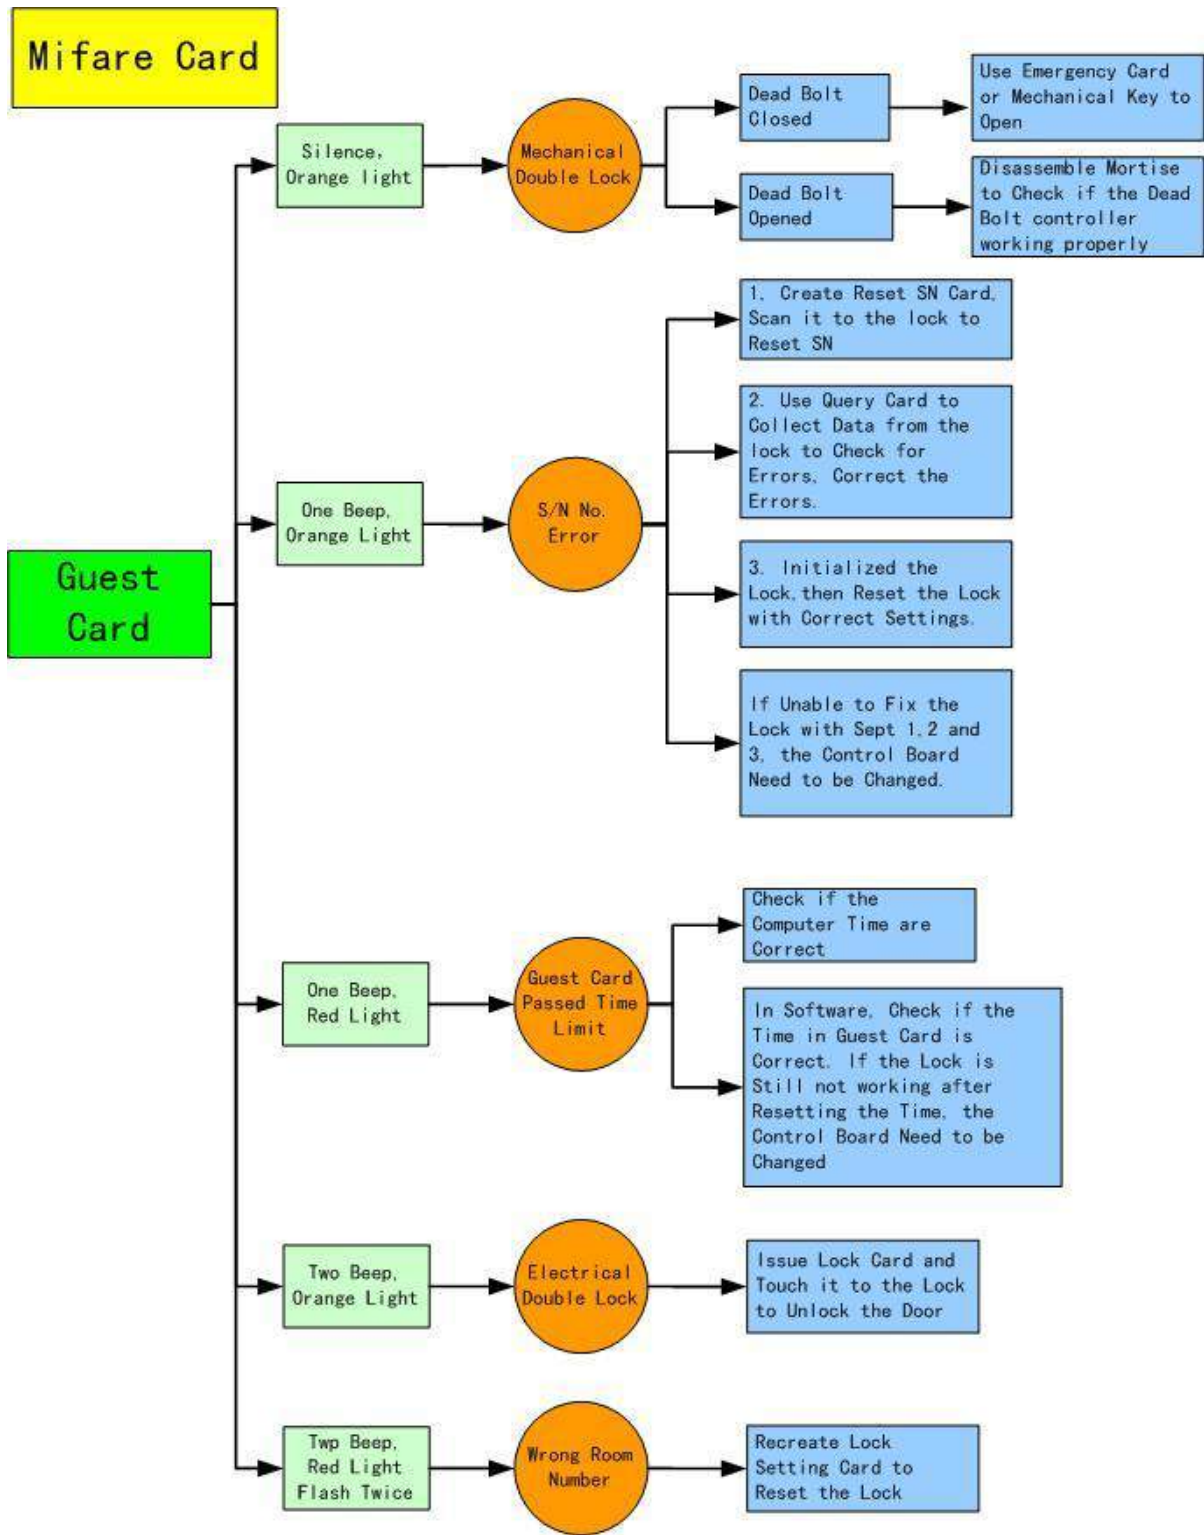 Mifare Card
Guest
Card
Silence,
Orange light
Mechanical
Double Lock
Dead Bolt
Closed
Use Emergency Card
or Mechanical Key to
Open
Dead Bolt
Opened
Disassemble Mortise
to Check if the Dead
Bolt controller
working properly
One Beep,
Orange Light
S/N No.
Error
1. Create Reset SN Card,
Scan it to the lock to
Reset SN
2. Use Query Card to
Collect Data from the
lock to Check for
Errors, Correct the
Errors.
3. Initialized the
Lock,then Reset the Lock
with Correct Settings.
If Unable to Fix the
Lock with Sept 1,2 and
3, the Control Board
Need to be Changed.
One Beep,
Red Light
Guest Card
Passed Time
Limit
Check if the
Computer Time are
Correct
In Software, Check if the
Time in Guest Card is
Correct. If the Lock is
Still not working after
Resetting the Time, the
Control Board Need to be
Changed
Two Beep,
Orange Light
Electrical
Double Lock
Issue Lock Card and
Touch it to the Lock
to Unlock the Door
Twp Beep,
Red Light
Flash Twice
Wrong Room
Number
Recreate Lock
Setting Card to
Reset the Lock